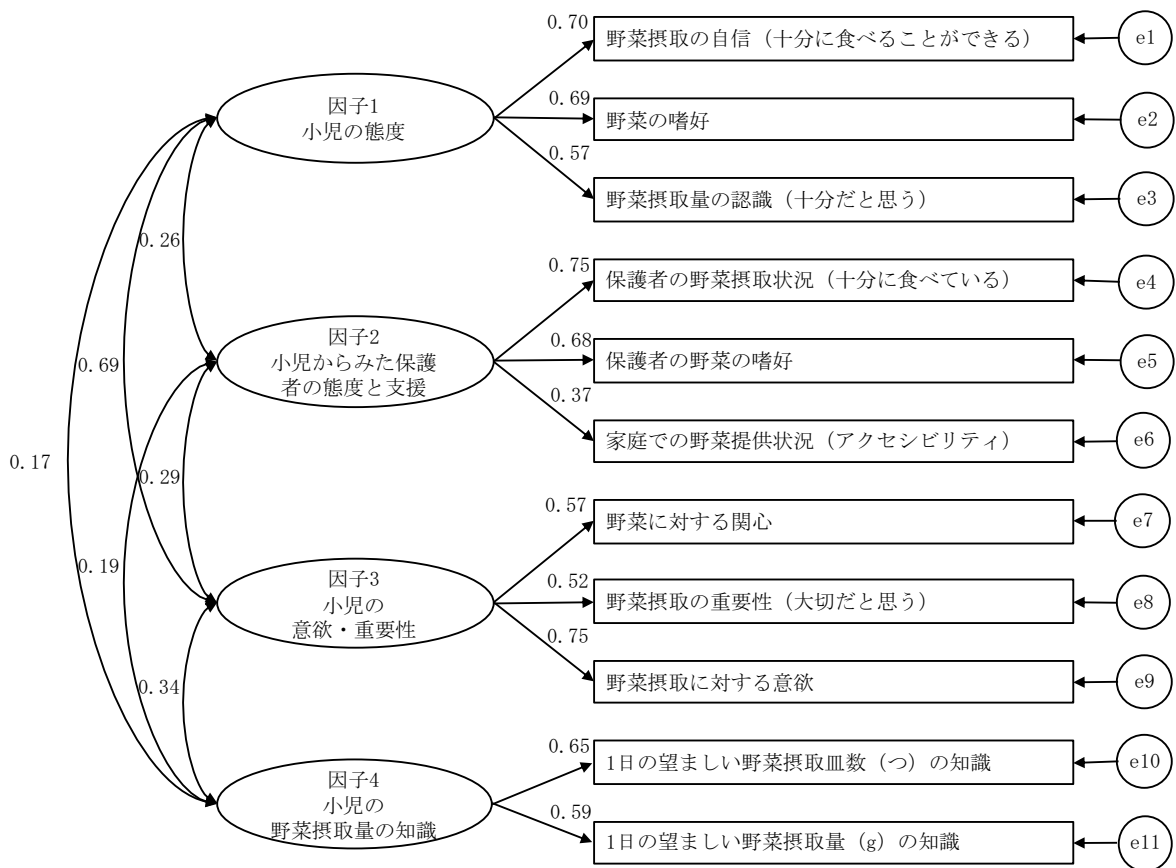 0.70
野菜摂取の自信（十分に食べることができる）
e1
因子1
小児の態度
0.69
野菜の嗜好
e2
0.57
野菜摂取量の認識（十分だと思う）
e3
0.26
0.75
保護者の野菜摂取状況（十分に食べている）
e4
因子2
小児からみた保護
者の態度と支援
0.68
保護者の野菜の嗜好
e5
0.69
0.37
家庭での野菜提供状況（アクセシビリティ）
e6
0.17
0.29
0.57
野菜に対する関心
e7
0.19
因子3
小児の
意欲・重要性
0.52
野菜摂取の重要性（大切だと思う）
e8
0.75
野菜摂取に対する意欲
e9
0.34
0.65
1日の望ましい野菜摂取皿数（つ）の知識
e10
因子4
小児の
野菜摂取量の知識
0.59
1日の望ましい野菜摂取量（g）の知識
e11